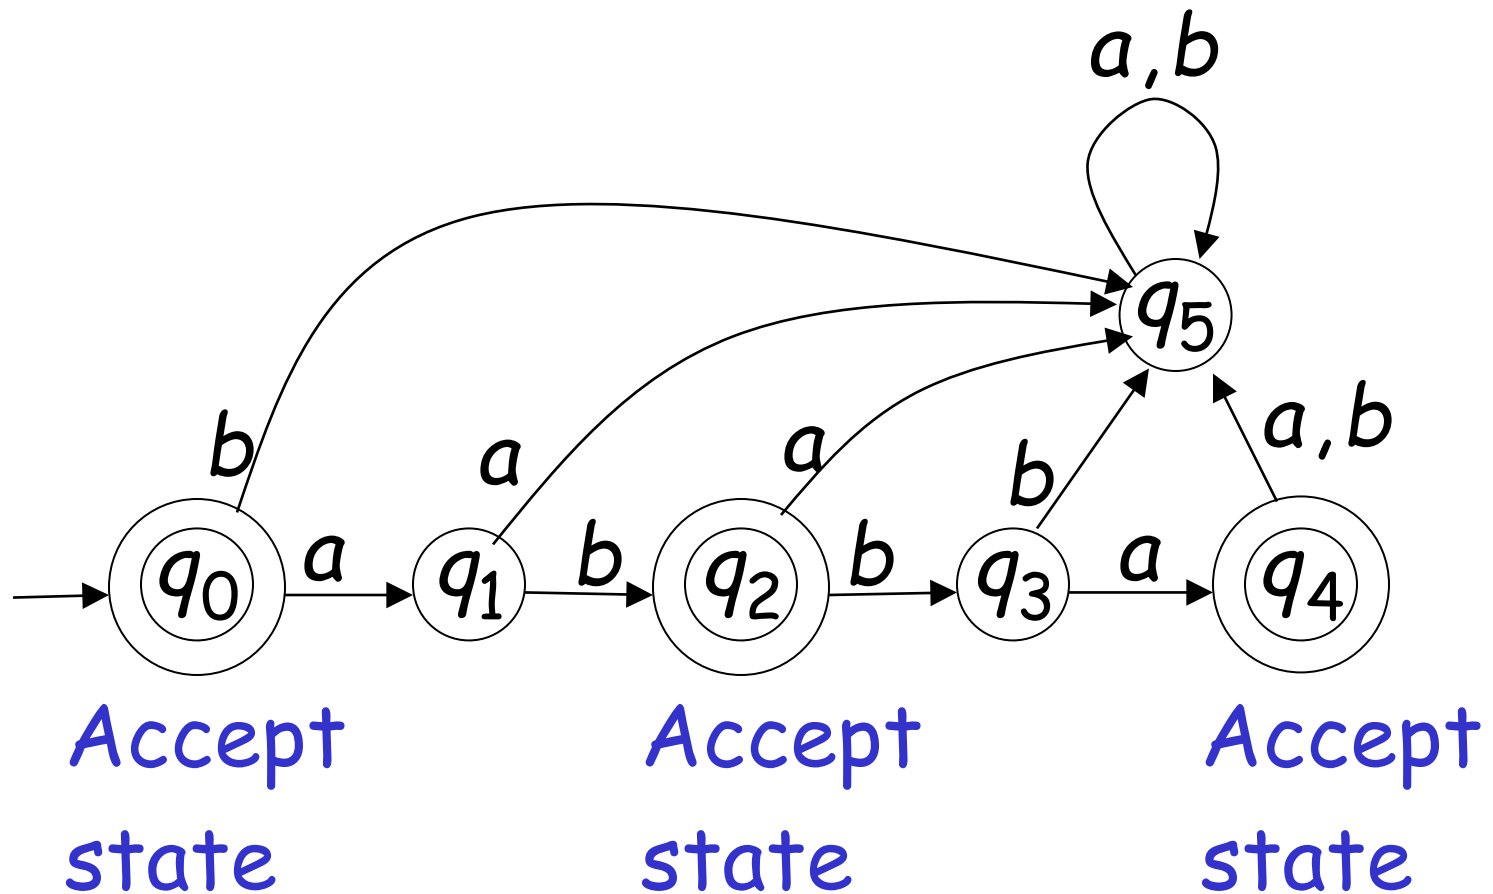 a,b
b
a
a
b
a,b
q5
q0
a
q1
b
q2
b
q3
a
q4
Accept state
Accept state
Accept state